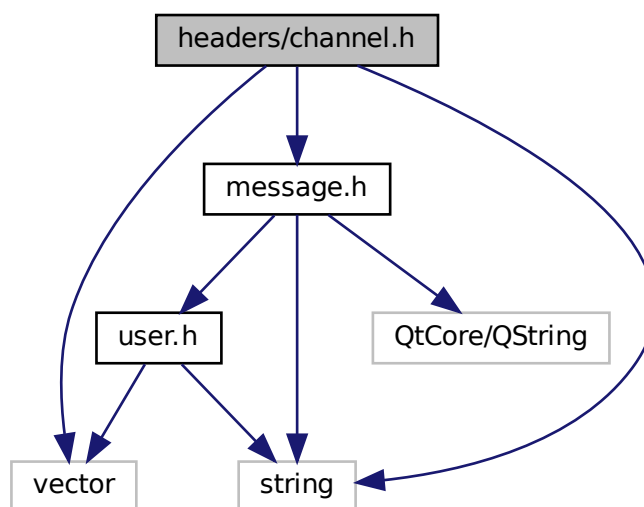 headers/channel.h
message.h
user.h
QtCore/QString
vector
string